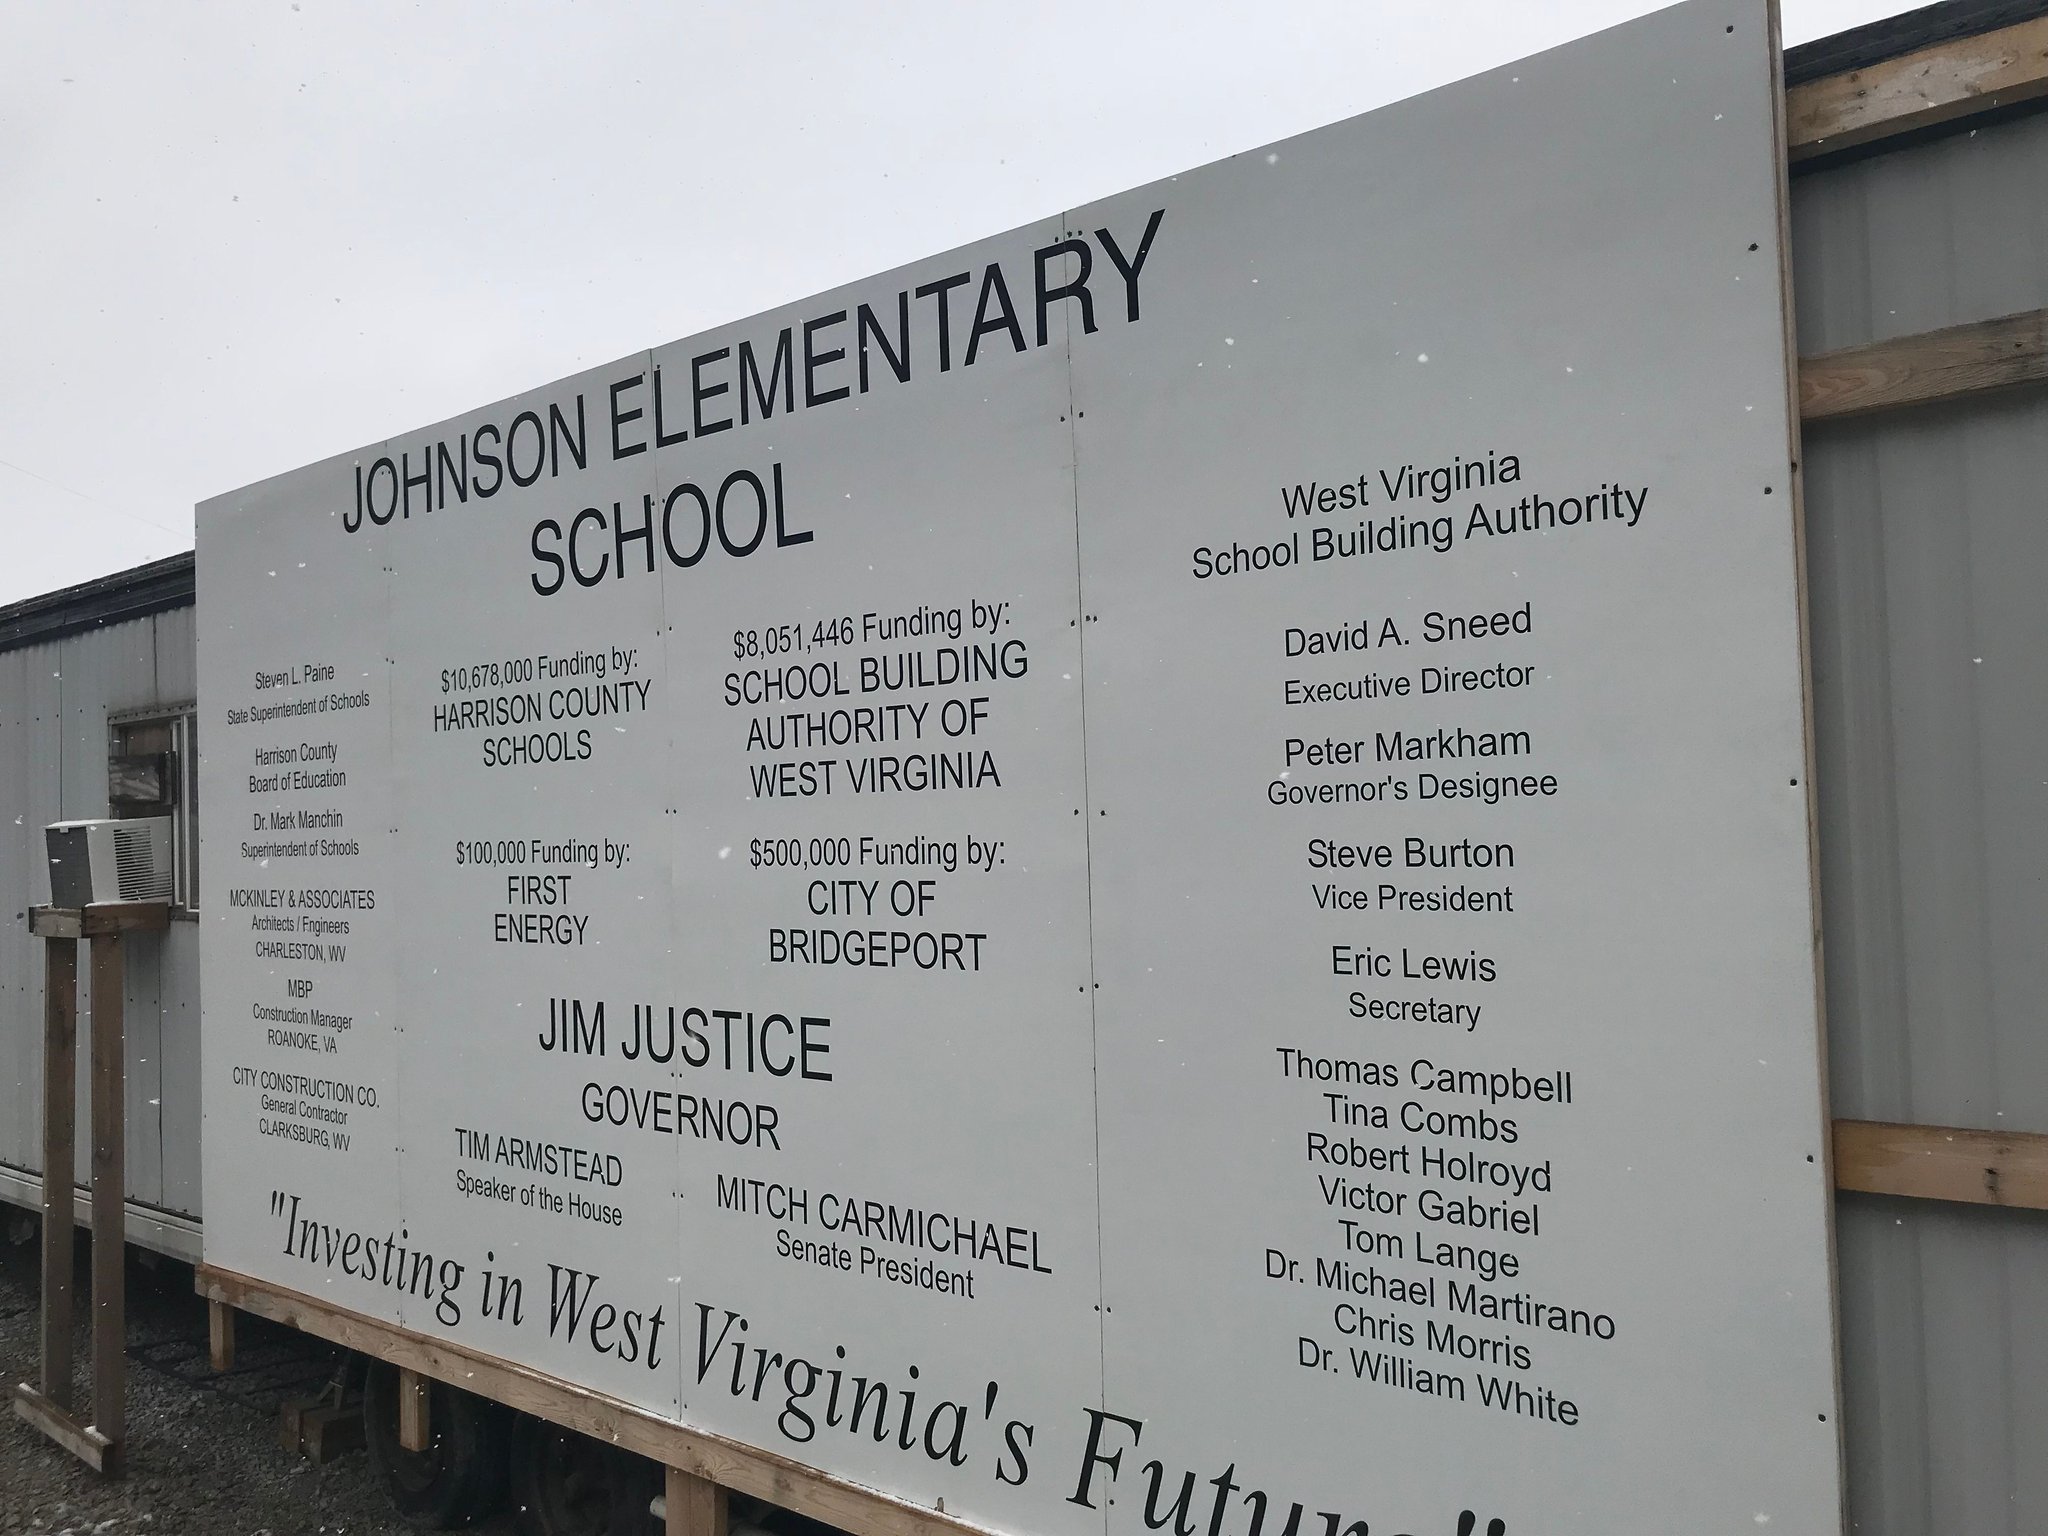 JOHNSON ELEMENTARY
SCHOOL
Steven L. Paine
State Superintendent of Schools
Harrison County
Board of Education
Dr. Mark Manchin
Superintendent of Schools
MCKINLEY & ASSOCIATES
Architects / Engineers
CHARLESTON, WV
MBP
Construction Manager
ROANOKE, VA
CITY CONSTRUCTION CO.
General Contractor
CLARKSBURG, WV
$10,678,000 Funding by:
HARRISON COUNTY
SCHOOLS
$8,051,446 Funding by:
SCHOOL BUILDING
AUTHORITY OF
WEST VIRGINIA
$100,000 Funding by:
FIRST
ENERGY
$500,000 Funding by:
CITY OF
BRIDGEPORT
JIM JUSTICE
GOVERNOR
TIM ARMSTEAD
Speaker of the House
MITCH CARMICHAEL
Senate President
West Virginia
School Building Authority
David A. Sneed
Executive Director
Peter Markham
Governor's Designee
Steve Burton
Vice President
Eric Lewis
Secretary
Thomas Campbell
Tina Combs
Robert Holroyd
Victor Gabriel
Tom Lange
Dr. Michael Martirano
Chris Morris
Dr. William White
"Investing in West Virginia's Future"